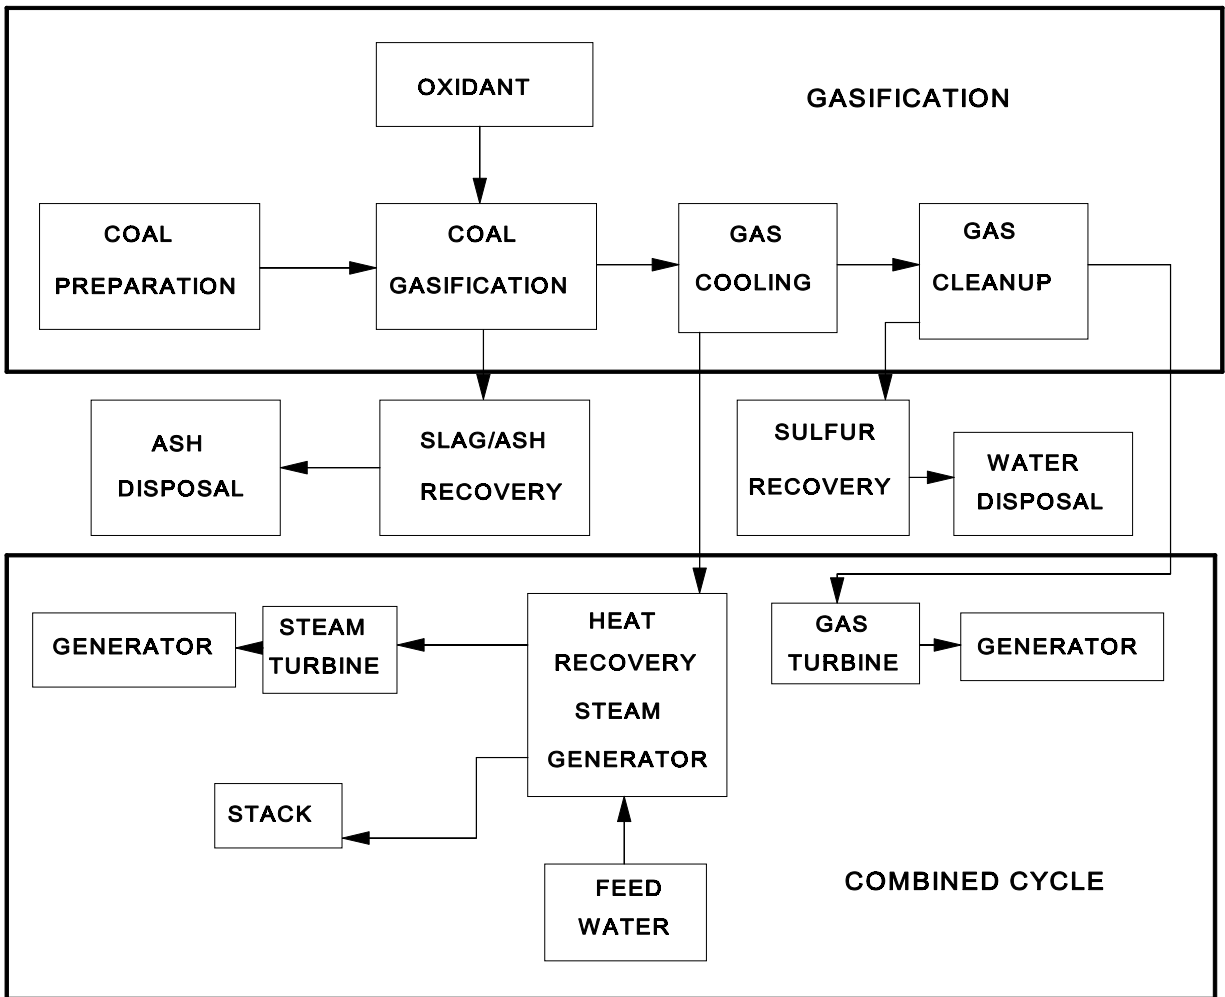 OXIDANT
GASIFICATION
COAL
PREPARATION
COAL
GASIFICATION
GAS
COOLING
GAS
CLEANUP
ASH
DISPOSAL
SLAG/ASH
RECOVERY
SULFUR
RECOVERY
WATER
DISPOSAL
GENERATOR
STEAM
TURBINE
HEAT
RECOVERY
STEAM
GENERATOR
GAS
TURBINE
GENERATOR
STACK
FEED
WATER
COMBINED CYCLE